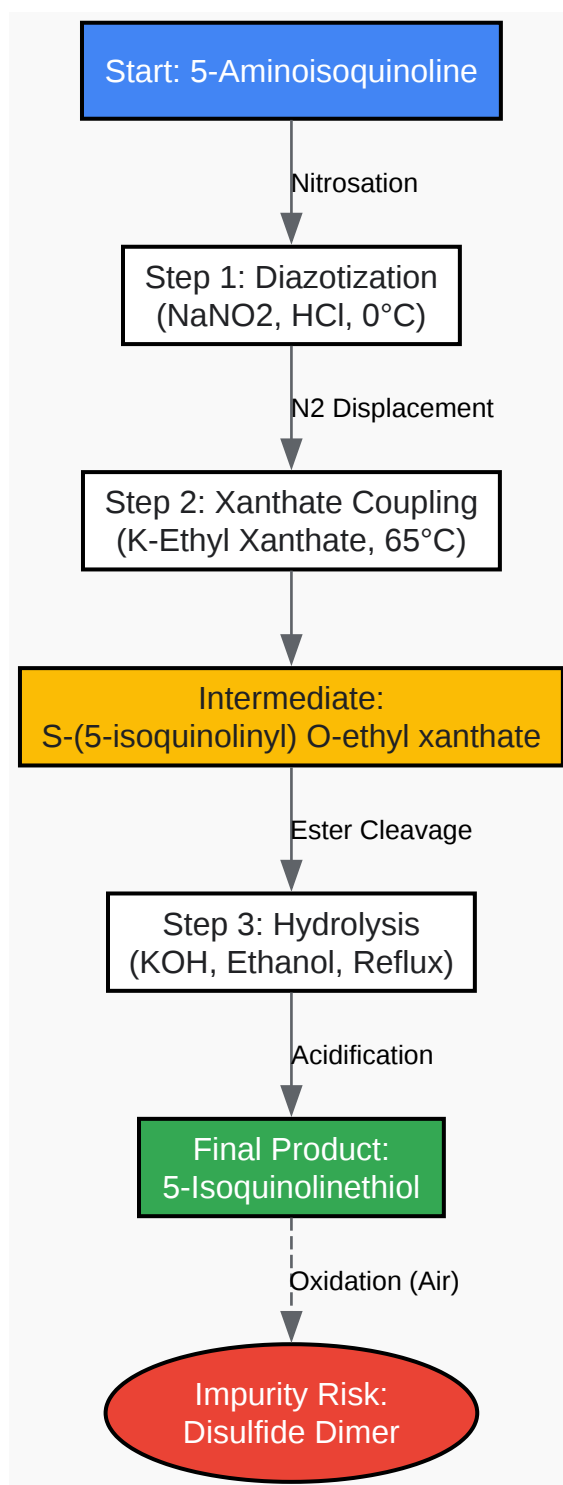 Start: 5-Aminoisoquinoline
Nitrosation
Step 1: Diazotization
(NaNO2, HCl, 0°C)
N2 Displacement
Step 2: Xanthate Coupling
(K-Ethyl Xanthate, 65°C)
Intermediate:
S-(5-isoquinolinyl) O-ethyl xanthate
Ester Cleavage
Step 3: Hydrolysis
(KOH, Ethanol, Reflux)
Acidification
Final Product:
5-Isoquinolinethiol
Oxidation (Air)
Impurity Risk:
Disulfide Dimer